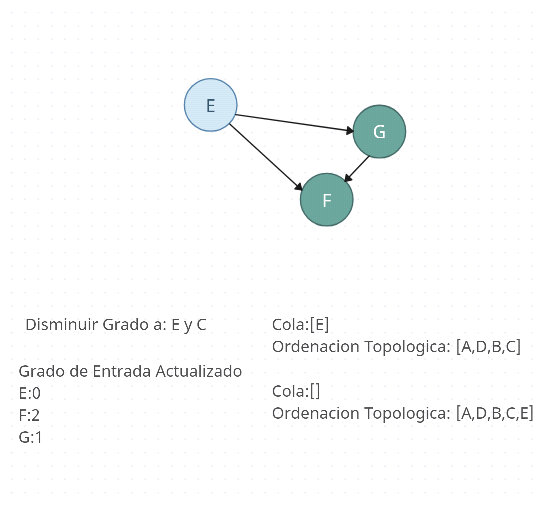 E
G
F
Disminuir Grado a: E y C
Grado de Entrada Actualizado
E:0
F:2
G:1
Cola:[E]
Ordenacion Topologica: [A,D,B,C]
Cola:[]
Ordenacion Topologica: [A,D,B,C,E]